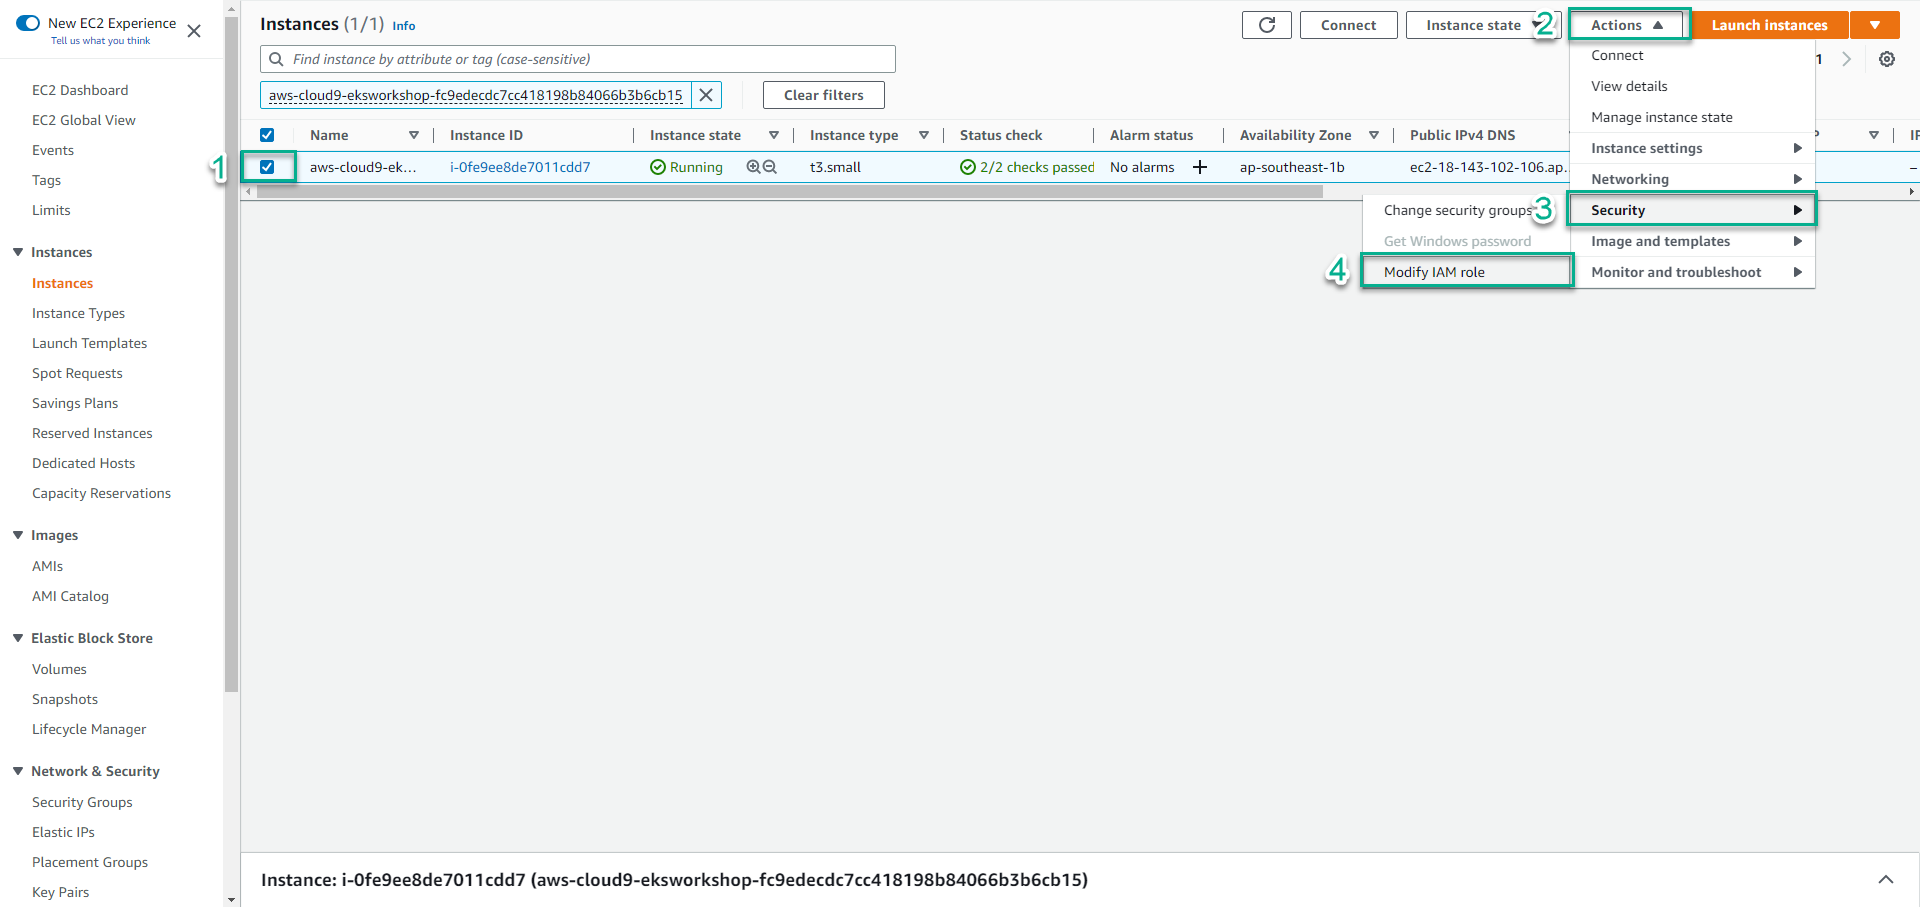 New EC2 Experience
Tell us what you think
EC2 Dashboard
EC2 Global View
Events
Tags
Limits
Instances
Instances
Instance Types
Launch Templates
Spot Requests
Savings Plans
Reserved Instances
Dedicated Hosts
Capacity Reservations
Images
AMIs
AMI Catalog
Elastic Block Store
Volumes
Snapshots
Lifecycle Manager
Network & Security
Security Groups
Elastic IPs
Placement Groups
Key Pairs
Instances (1/1) Info
Connect
Instance state
2
Actions
Launch instances
Find instance by attribute or tag (case-sensitive)
1
aws-cloud9-eksworkshop-fc9edecdc7cc418198b84066b3b6cb15
Clear filters
Name Instance ID Instance state Instance type Status check Alarm status Availability Zone Public IPv4 DNS
1
aws-cloud9-ek... i-0fe9ee8de7011cdd7 Running t3.small 2/2 checks passed No alarms + ap-southeast-1b ec2-18-143-102-106.ap... –
Connect
View details
Manage instance state
Instance settings
Networking
3
Security
Image and templates
Monitor and troubleshoot
Change security groups
Get Windows password
4
Modify IAM role
Instance: i-0fe9ee8de7011cdd7 (aws-cloud9-eksworkshop-fc9edecdc7cc418198b84066b3b6cb15)